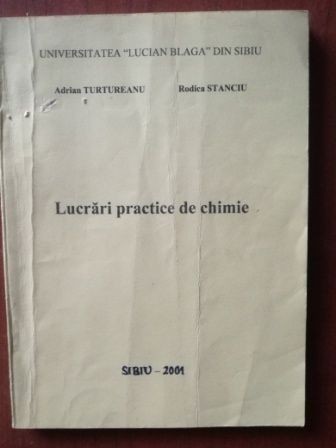 UNIVERSITATEA "LUCIAN BLAGA" DIN SIBIU
Adrian TURTUREANU Rodica STANCIU
Lucrări practice de chimie
SIBIU - 2001